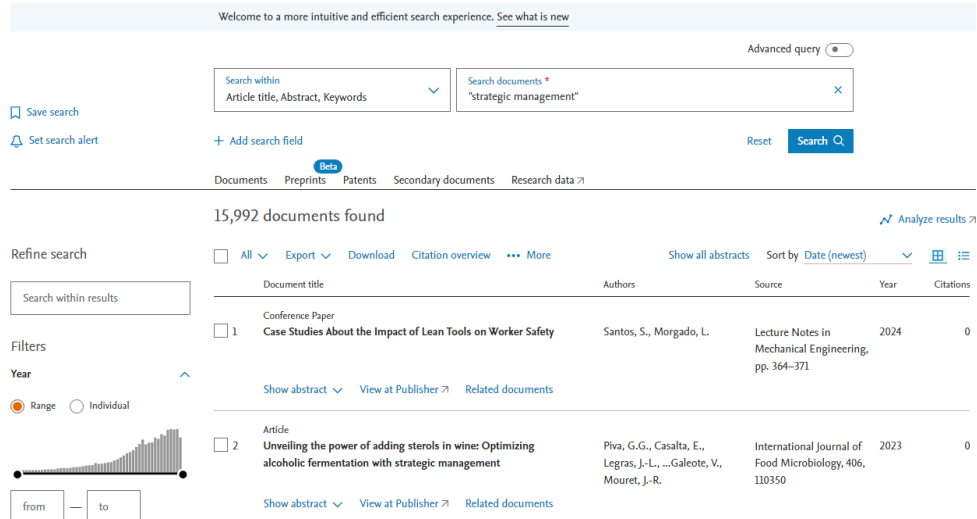 Welcome to a more intuitive and efficient search experience. See what is new
Advanced query
Search within
Article title, Abstract, Keywords
Search documents *
"strategic management"
Save search
Set search alert
+ Add search field
Reset
Search
Beta
Documents Preprints Patents Secondary documents Research data
15,992 documents found
Analyze results
Refine search
All Export Download Citation overview ••• More
Show all abstracts Sort by Date (newest)
Search within results
Document title Authors Source Year Citations
Conference Paper
1 Case Studies About the Impact of Lean Tools on Worker Safety
Santos, S., Morgado, L.
Lecture Notes in
Mechanical Engineering,
pp. 364–371
2024
0
Show abstract View at Publisher Related documents
Filters
Year
Range Individual
from — to
Article
2 Unveiling the power of adding sterols in wine: Optimizing
alcoholic fermentation with strategic management
Piva, G.G., Casalta, E.,
Legras, J.-L., ...Galeote, V.,
Mouret, J.-R.
International Journal of
Food Microbiology, 406,
110350
2023
0
Show abstract View at Publisher Related documents